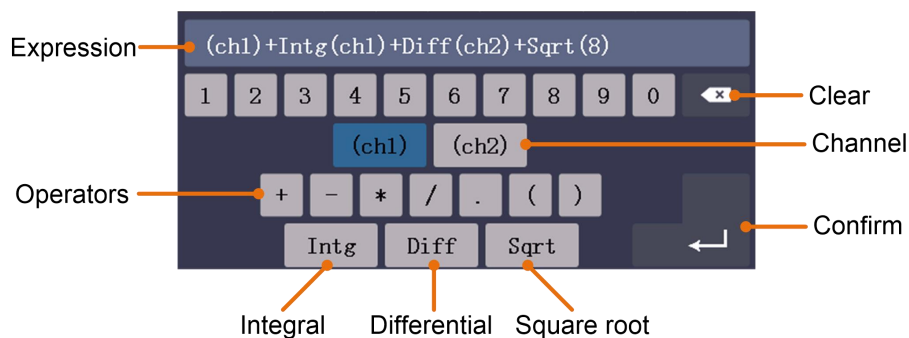 Expression
(ch1)+Intg(ch1)+Diff(ch2)+Sqrt(8)
1 2 3 4 5 6 7 8 9 0
Clear
(ch1) (ch2)
Channel
Operators
+ - * / . ( )
Confirm
Intg Diff Sqrt
Integral Differential Square root